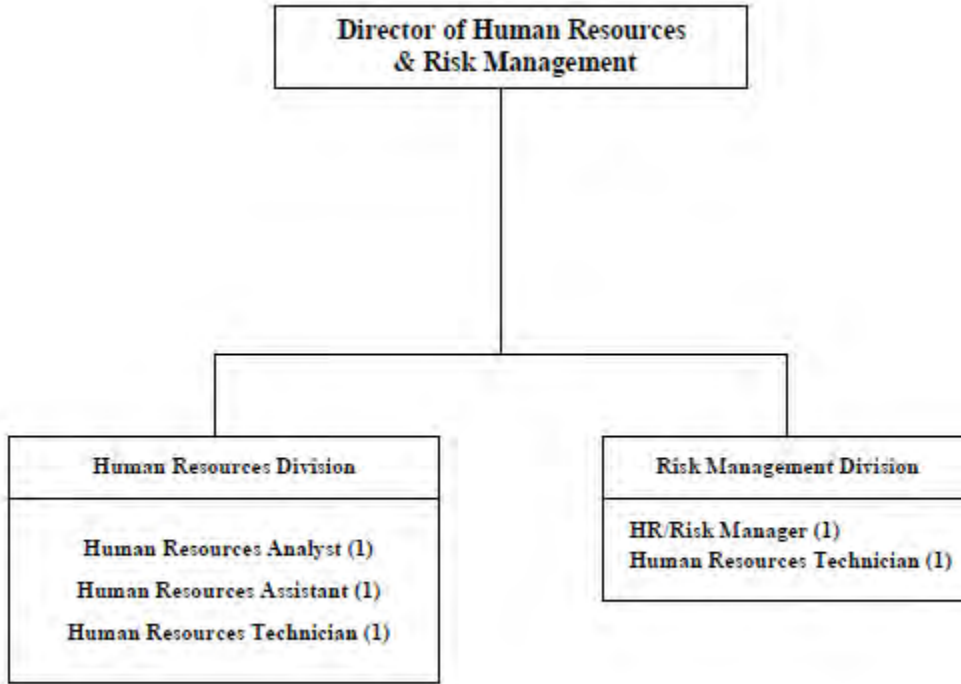 Director of Human Resources
& Risk Management
Human Resources Division
Human Resources Analyst (1)
Human Resources Assistant (1)
Human Resources Technician (1)
Risk Management Division
HR/Risk Manager (1)
Human Resources Technician (1)